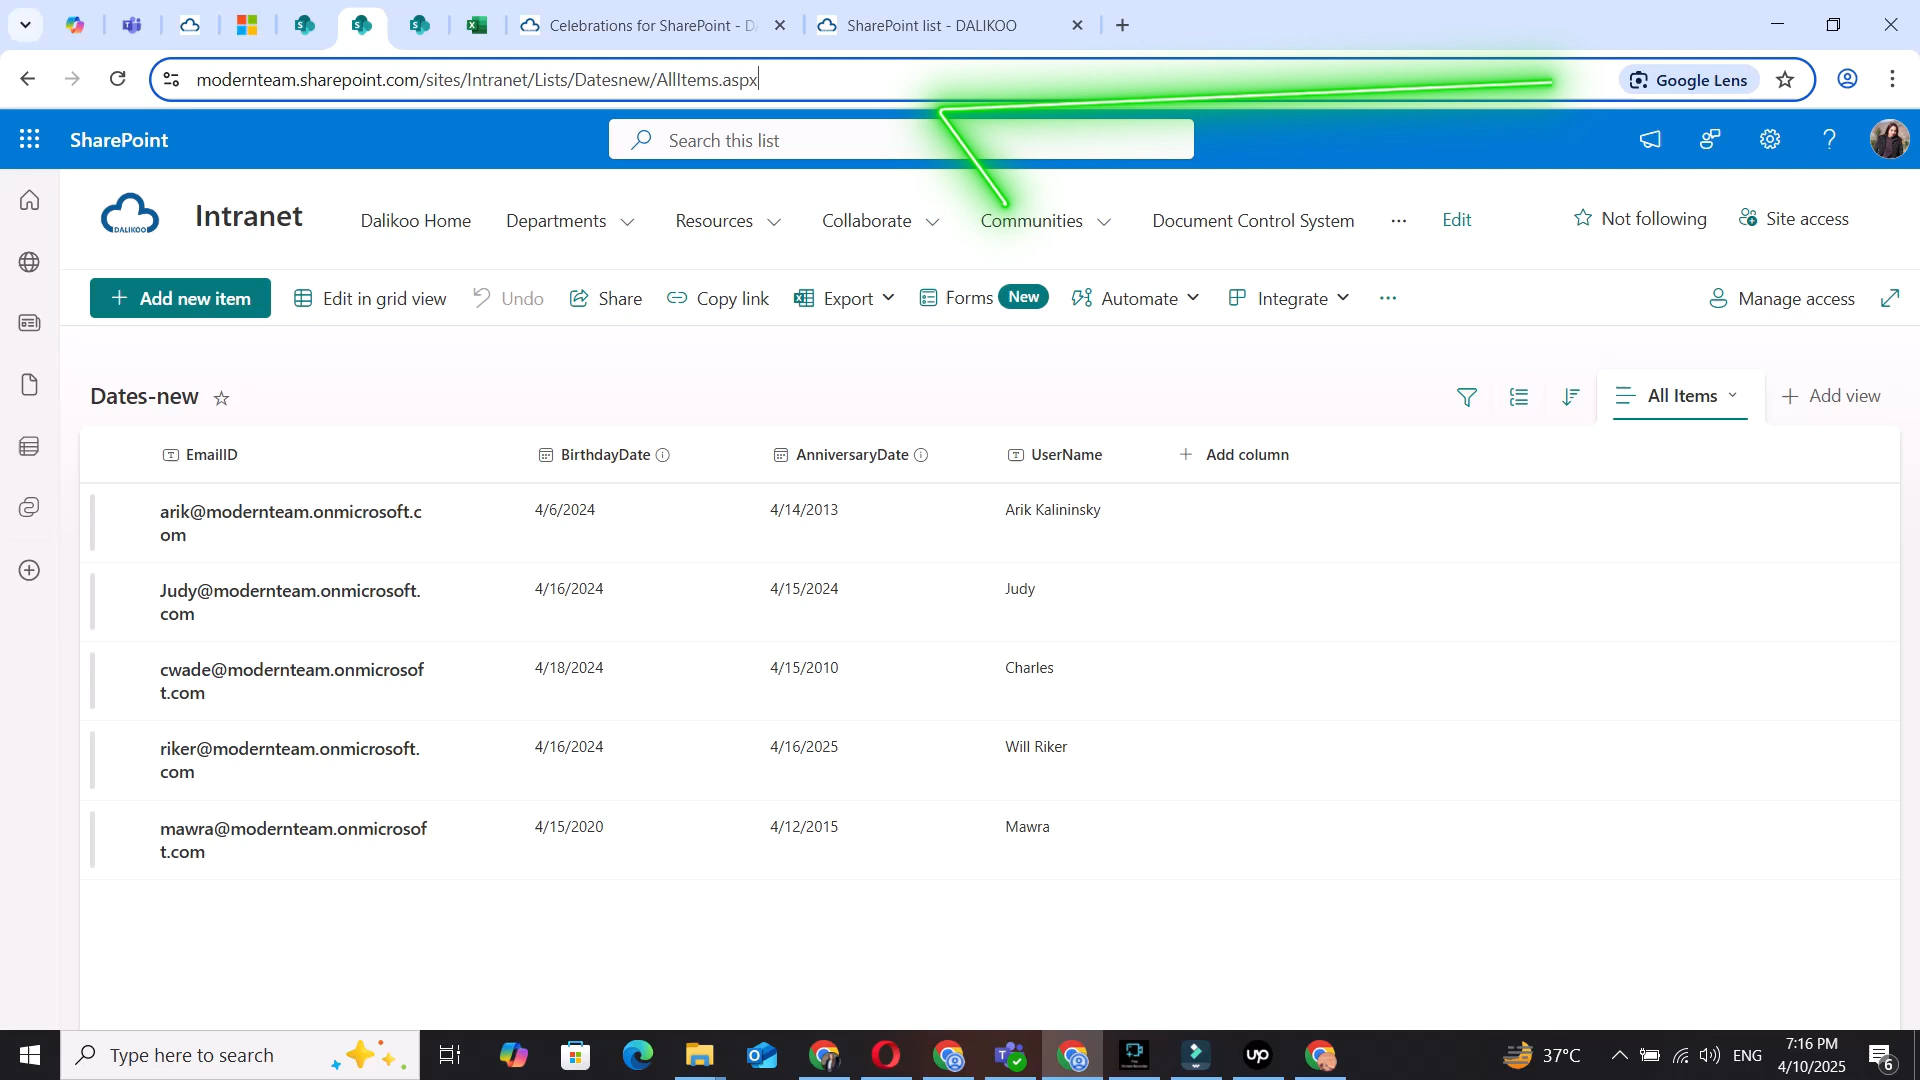 Celebrations for SharePoint - D
SharePoint list - DALIKOO
modernteam.sharepoint.com/sites/Intranet/Lists/Datesnew/AllItems.aspx
Google Lens
SharePoint
Search this list
DALIKOO
Intranet
Dalikoo Home
Departments
Resources
Collaborate
Communities
Document Control System
Edit
Not following
Site access
Add new item
Edit in grid view
Undo
Share
Copy link
Export
Forms New
Automate
Integrate
Manage access
Dates-new
All Items
Add view
EmailID
BirthdayDate
AnniversaryDate
UserName
Add column
arik@modernteam.onmicrosoft.c
om
4/6/2024
4/14/2013
Arik Kalininsky
Judy@modernteam.onmicrosoft.
com
4/16/2024
4/15/2024
Judy
cwade@modernteam.onmicrosof
t.com
4/18/2024
4/15/2010
Charles
riker@modernteam.onmicrosoft.
com
4/16/2024
4/16/2025
Will Riker
mawra@modernteam.onmicrosof
t.com
4/15/2020
4/12/2015
Mawra
Type here to search
up
37°C
ENG
7:16 PM
4/10/2025
6